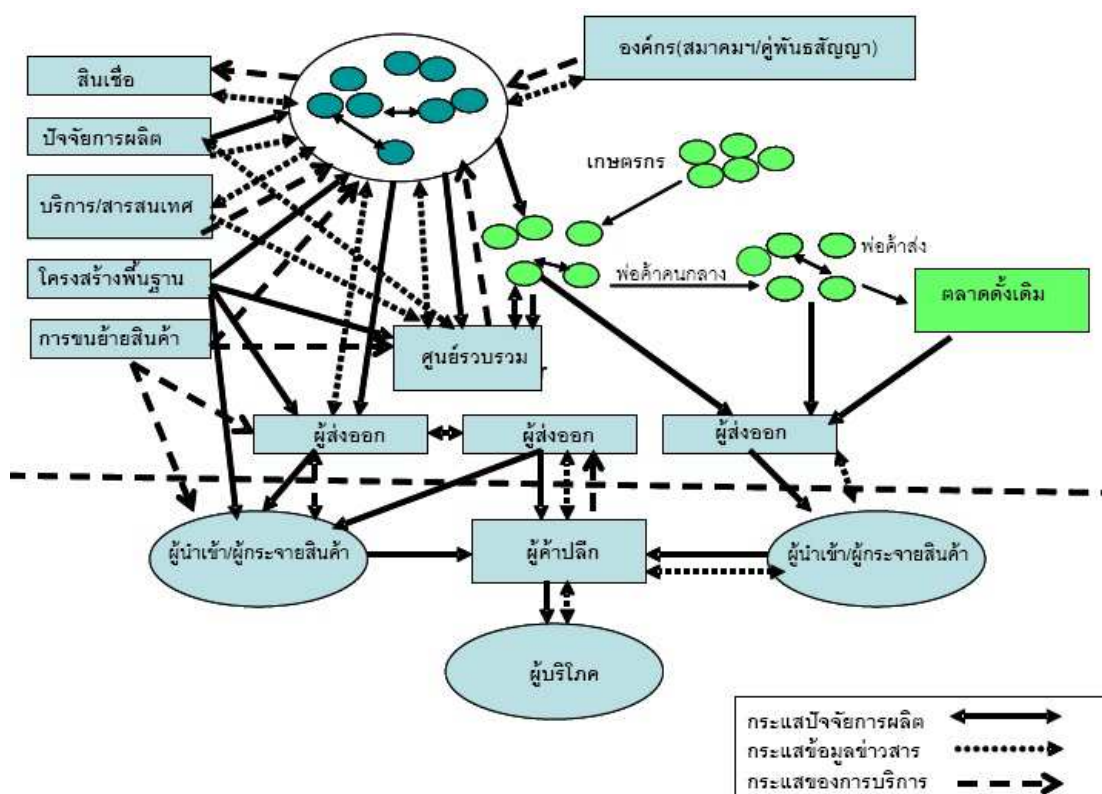 องค์กร(สมาคมฯ/คู่พันธสัญญา)
สินเชื่อ
ปัจจัยการผลิต
เกษตรกร
บริการ/สารสนเทศ
พ่อค้าส่ง
โครงสร้างพื้นฐาน
พ่อค้าคนกลาง
ตลาดดั้งเดิม
การขนย้ายสินค้า
ศูนย์รวบรวม
ผู้ส่งออก
ผู้ส่งออก
ผู้ส่งออก
ผู้นำเข้า/ผู้กระจายสินค้า
ผู้ค้าปลีก
ผู้นำเข้า/ผู้กระจายสินค้า
ผู้บริโภค
กระแสปัจจัยการผลิต
กระแสข้อมูลข่าวสาร
กระแสของการบริการ